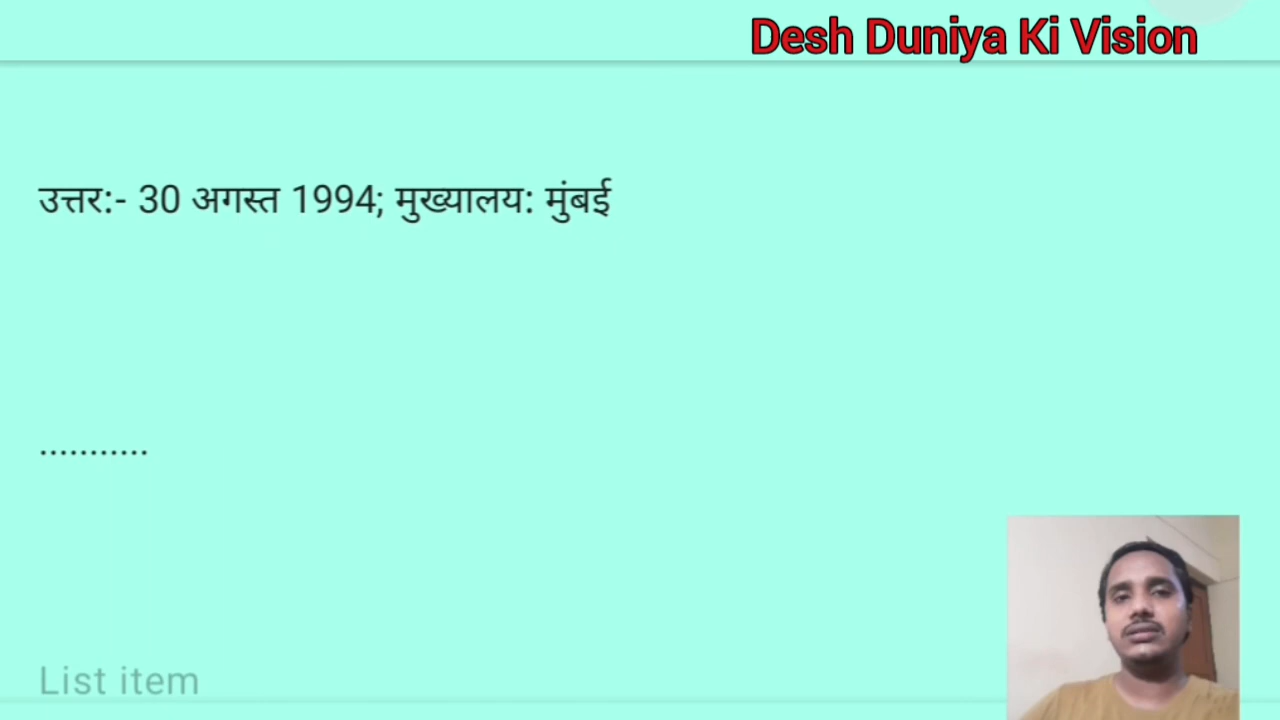 Desh Duniya Ki Vision
उत्तर:- 30 अगस्त 1994; मुख्यालय: मुंबई
...........
List item